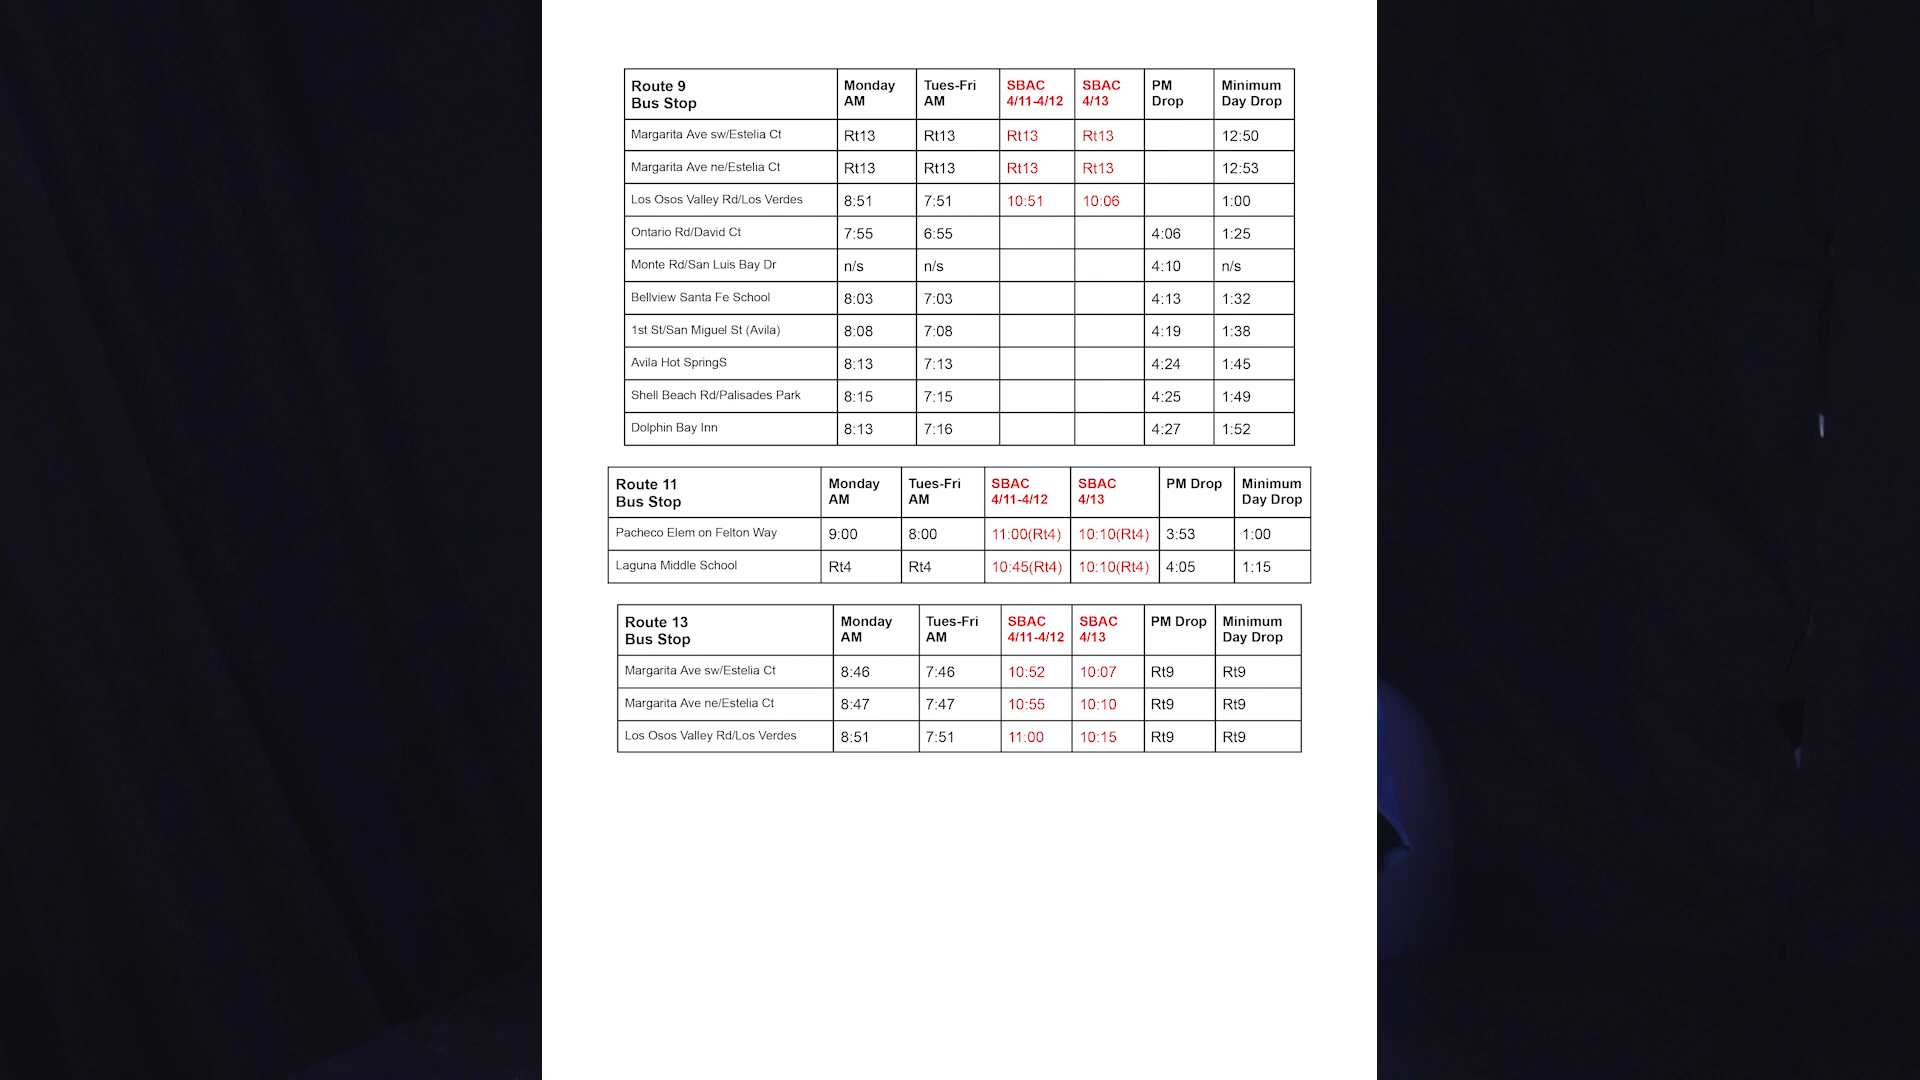 Route 9 Bus Stop | Monday AM | Tues-Fri AM | SBAC 4/11-4/12 | SBAC 4/13 | PM Drop | Minimum Day Drop
Margarita Ave sw/Estelia Ct | Rt13 | Rt13 | Rt13 | Rt13 | | 12:50
Margarita Ave ne/Estelia Ct | Rt13 | Rt13 | Rt13 | Rt13 | | 12:53
Los Osos Valley Rd/Los Verdes | 8:51 | 7:51 | 10:51 | 10:06 | | 1:00
Ontario Rd/David Ct | 7:55 | 6:55 | | | 4:06 | 1:25
Monte Rd/San Luis Bay Dr | n/s | n/s | | | 4:10 | n/s
Bellview Santa Fe School | 8:03 | 7:03 | | | 4:13 | 1:32
1st St/San Miguel St (Avila) | 8:08 | 7:08 | | | 4:19 | 1:38
Avila Hot SpringS | 8:13 | 7:13 | | | 4:24 | 1:45
Shell Beach Rd/Palisades Park | 8:15 | 7:15 | | | 4:25 | 1:49
Dolphin Bay Inn | 8:13 | 7:16 | | | 4:27 | 1:52
Route 11 Bus Stop | Monday AM | Tues-Fri AM | SBAC 4/11-4/12 | SBAC 4/13 | PM Drop | Minimum Day Drop
Pacheco Elem on Felton Way | 9:00 | 8:00 | 11:00(Rt4) | 10:10(Rt4) | 3:53 | 1:00
Laguna Middle School | Rt4 | Rt4 | 10:45(Rt4) | 10:10(Rt4) | 4:05 | 1:15
Route 13 Bus Stop | Monday AM | Tues-Fri AM | SBAC 4/11-4/12 | SBAC 4/13 | PM Drop | Minimum Day Drop
Margarita Ave sw/Estelia Ct | 8:46 | 7:46 | 10:52 | 10:07 | Rt9 | Rt9
Margarita Ave ne/Estelia Ct | 8:47 | 7:47 | 10:55 | 10:10 | Rt9 | Rt9
Los Osos Valley Rd/Los Verdes | 8:51 | 7:51 | 11:00 | 10:15 | Rt9 | Rt9